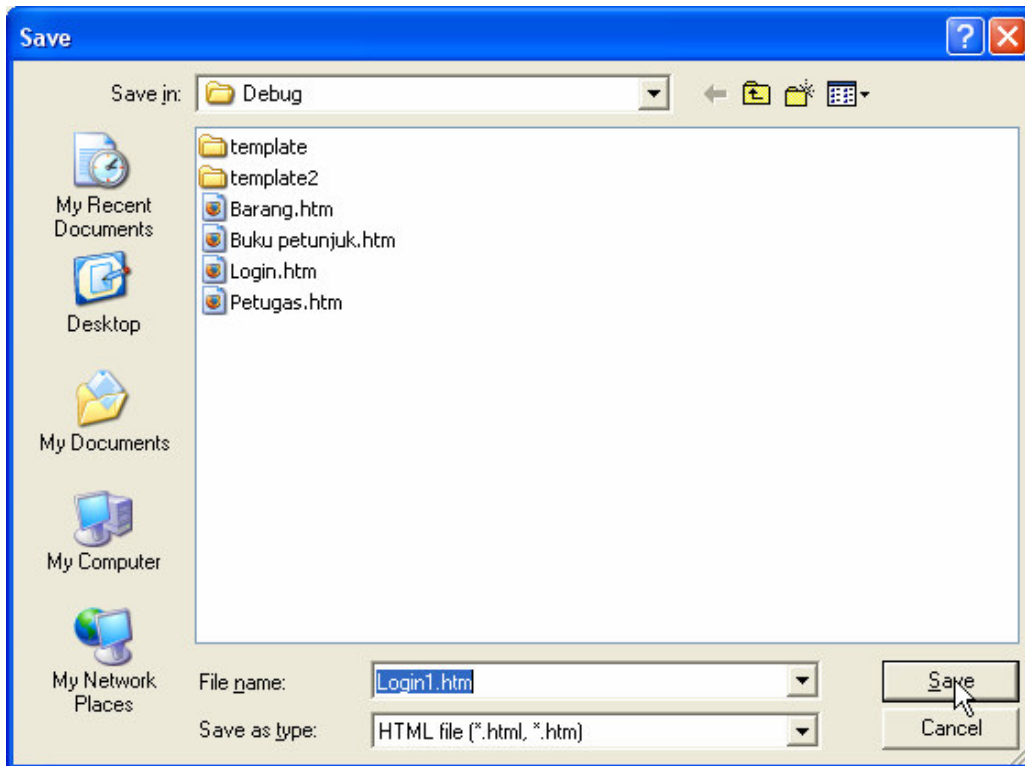 Save
Save in: Debug
template
template2
Barang.htm
Buku petunjuk.htm
Login.htm
Petugas.htm
My Recent
Documents
Desktop
My Documents
My Computer
My Network
Places
File name: Login1.htm Save
Save as type: HTML file (*.html, *.htm) Cancel